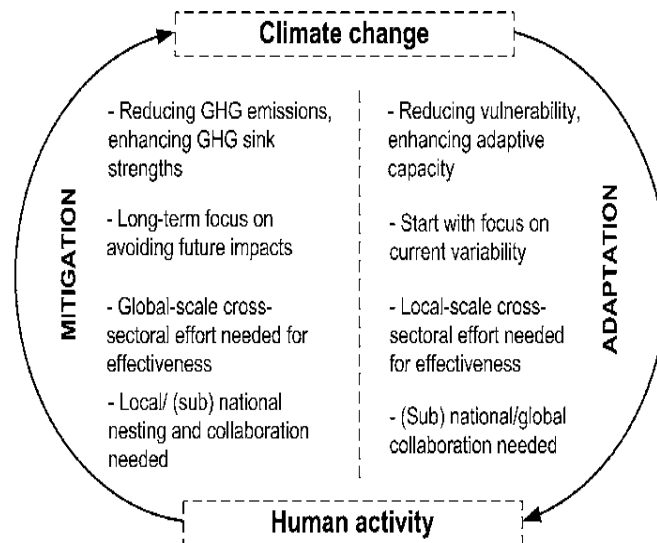 Climate change
MITIGATION
- Reducing GHG emissions,
enhancing GHG sink
strengths
- Long-term focus on
avoiding future impacts
- Global-scale cross-
sectoral effort needed for
effectiveness
- Local/ (sub) national
nesting and collaboration
needed
- Reducing vulnerability,
enhancing adaptive
capacity
- Start with focus on
current variability
- Local-scale cross-
sectoral effort needed
for effectiveness
- (Sub) national/global
collaboration needed
ADAPTATION
Human activity